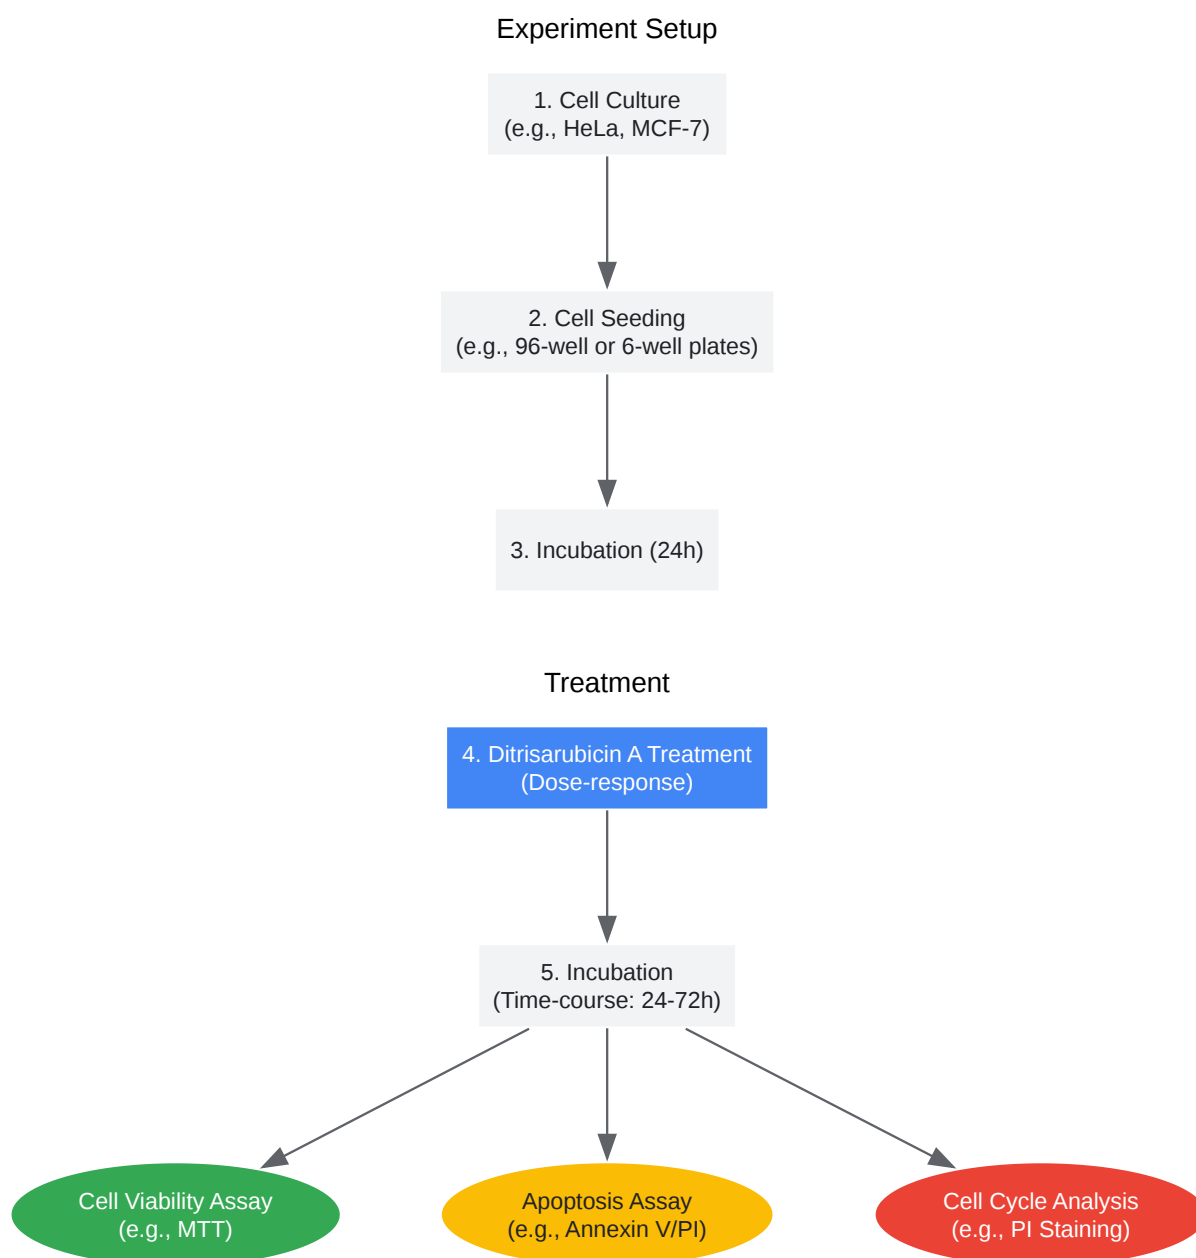 Experiment Setup
1. Cell Culture
(e.g., HeLa, MCF-7)
2. Cell Seeding
(e.g., 96-well or 6-well plates)
3. Incubation (24h)
Treatment
4. Ditrisarubicin A Treatment
(Dose-response)
5. Incubation
(Time-course: 24-72h)
Cell Viability Assay
(e.g., MTT)
Apoptosis Assay
(e.g., Annexin V/PI)
Cell Cycle Analysis
(e.g., PI Staining)